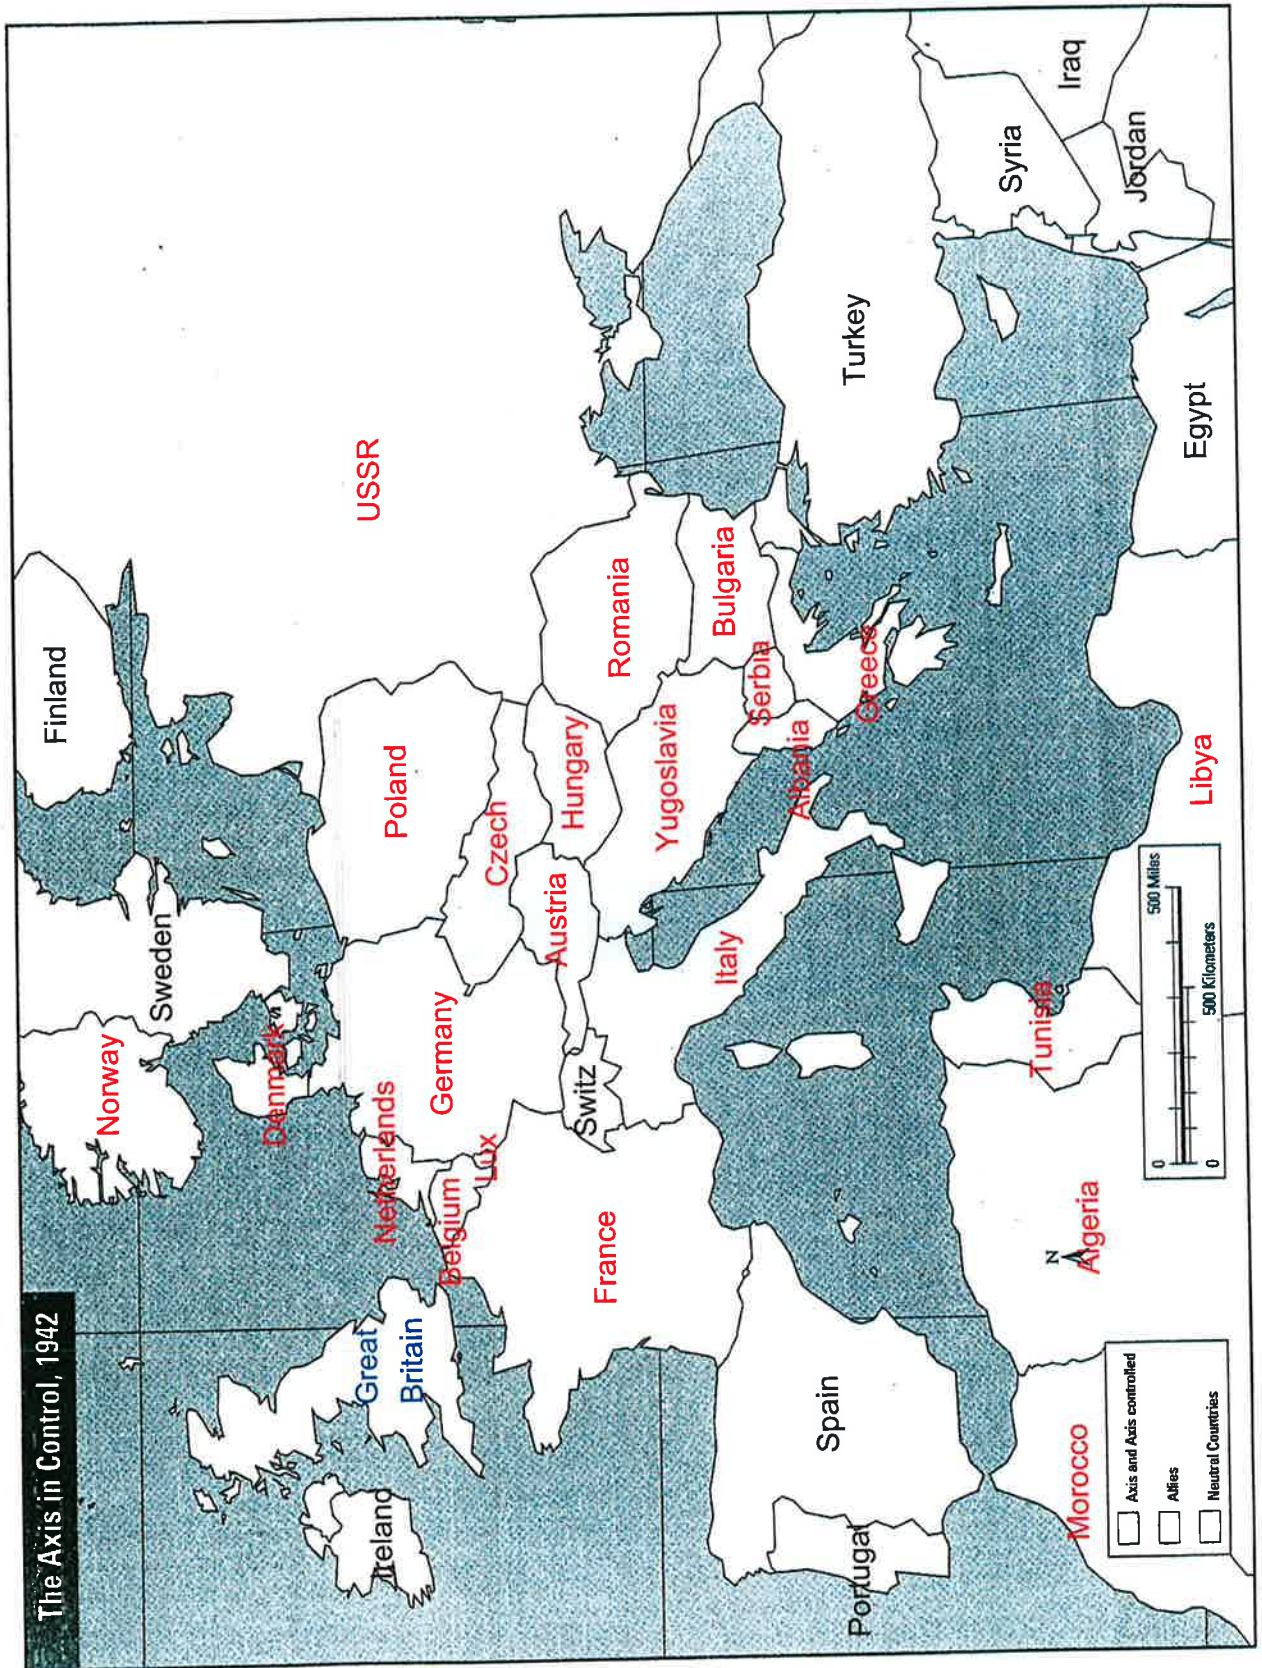 The Axis in Control, 1942
Norway
Sweden
Finland
USSR
Denmark
Ireland
Great
Britain
Netherlands
Belgium
Lux
Germany
Poland
Czech
Austria
Hungary
Romania
France
Switz
Italy
Yugoslavia
Serbia
Bulgaria
Albania
Greece
Turkey
Portugal
Spain
Syria
Iraq
Jordan
Morocco
Algeria
Tunisia
Libya
Egypt
N
Axis and Axis controlled
Allies
Neutral Countries
0 500 Miles
0 500 Kilometers